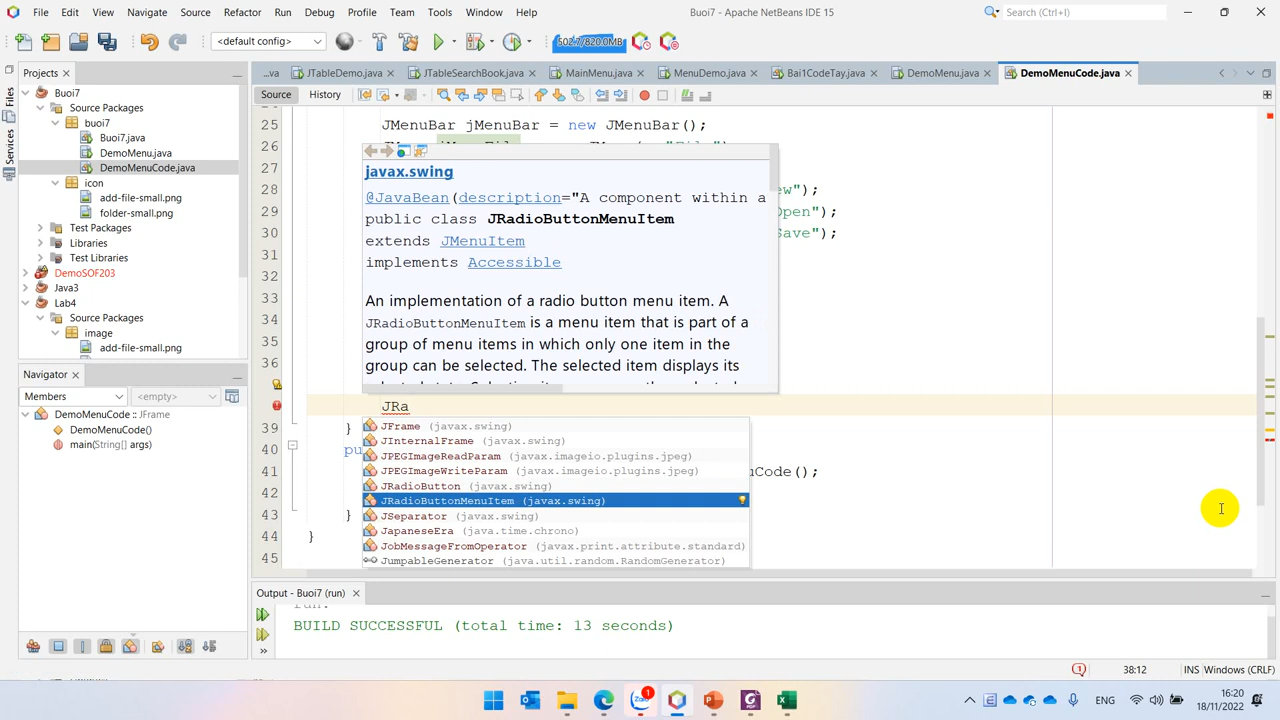 File Edit View Navigate Source Refactor Run Debug Profile Team Tools Window Help
Buoi7 - Apache NetBeans IDE 15
Search (Ctrl+I)
<default config>
502.7/820.0MB
Projects
Buoi7
Source Packages
buoi7
Buoi7.java
DemoMenu.java
DemoMenuCode.java
icon
add-file-small.png
folder-small.png
Test Packages
Libraries
Test Libraries
DemoSOF203
Java3
Lab4
Source Packages
image
add-file-small.png
Files
Services
Navigator
Members
<empty>
DemoMenuCode :: JFrame
DemoMenuCode()
main(String[] args)
...va JTableDemo.java JTableSearchBook.java MainMenu.java MenuDemo.java Bai1CodeTay.java DemoMenu.java DemoMenuCode.java
Source History
25 JMenuBar jMenuBar = new JMenuBar();
26
27
28 ew");
29 Open");
30 Save");
31
32
33
34
35
36
JRa
39 }
40 pu
41 nuCode();
42
43 }
44 }
45
javax.swing
@JavaBean(description="A component within a
public class JRadioButtonMenuItem
extends JMenuItem
implements Accessible
An implementation of a radio button menu item. A
JRadioButtonMenuItem is a menu item that is part of a
group of menu items in which only one item in the
group can be selected. The selected item displays its
JFrame (javax.swing)
JInternalFrame (javax.swing)
JPEGImageReadParam (javax.imageio.plugins.jpeg)
JPEGImageWriteParam (javax.imageio.plugins.jpeg)
JRadioButton (javax.swing)
JRadioButtonMenuItem (javax.swing)
JSeparator (javax.swing)
JapaneseEra (java.time.chrono)
JobMessageFromOperator (javax.print.attribute.standard)
JumpableGenerator (java.util.random.RandomGenerator)
Output - Buoi7 (run)
run:
BUILD SUCCESSFUL (total time: 13 seconds)
1
38:12
INS
Windows (CRLF)
1
ENG
16:20
18/11/2022